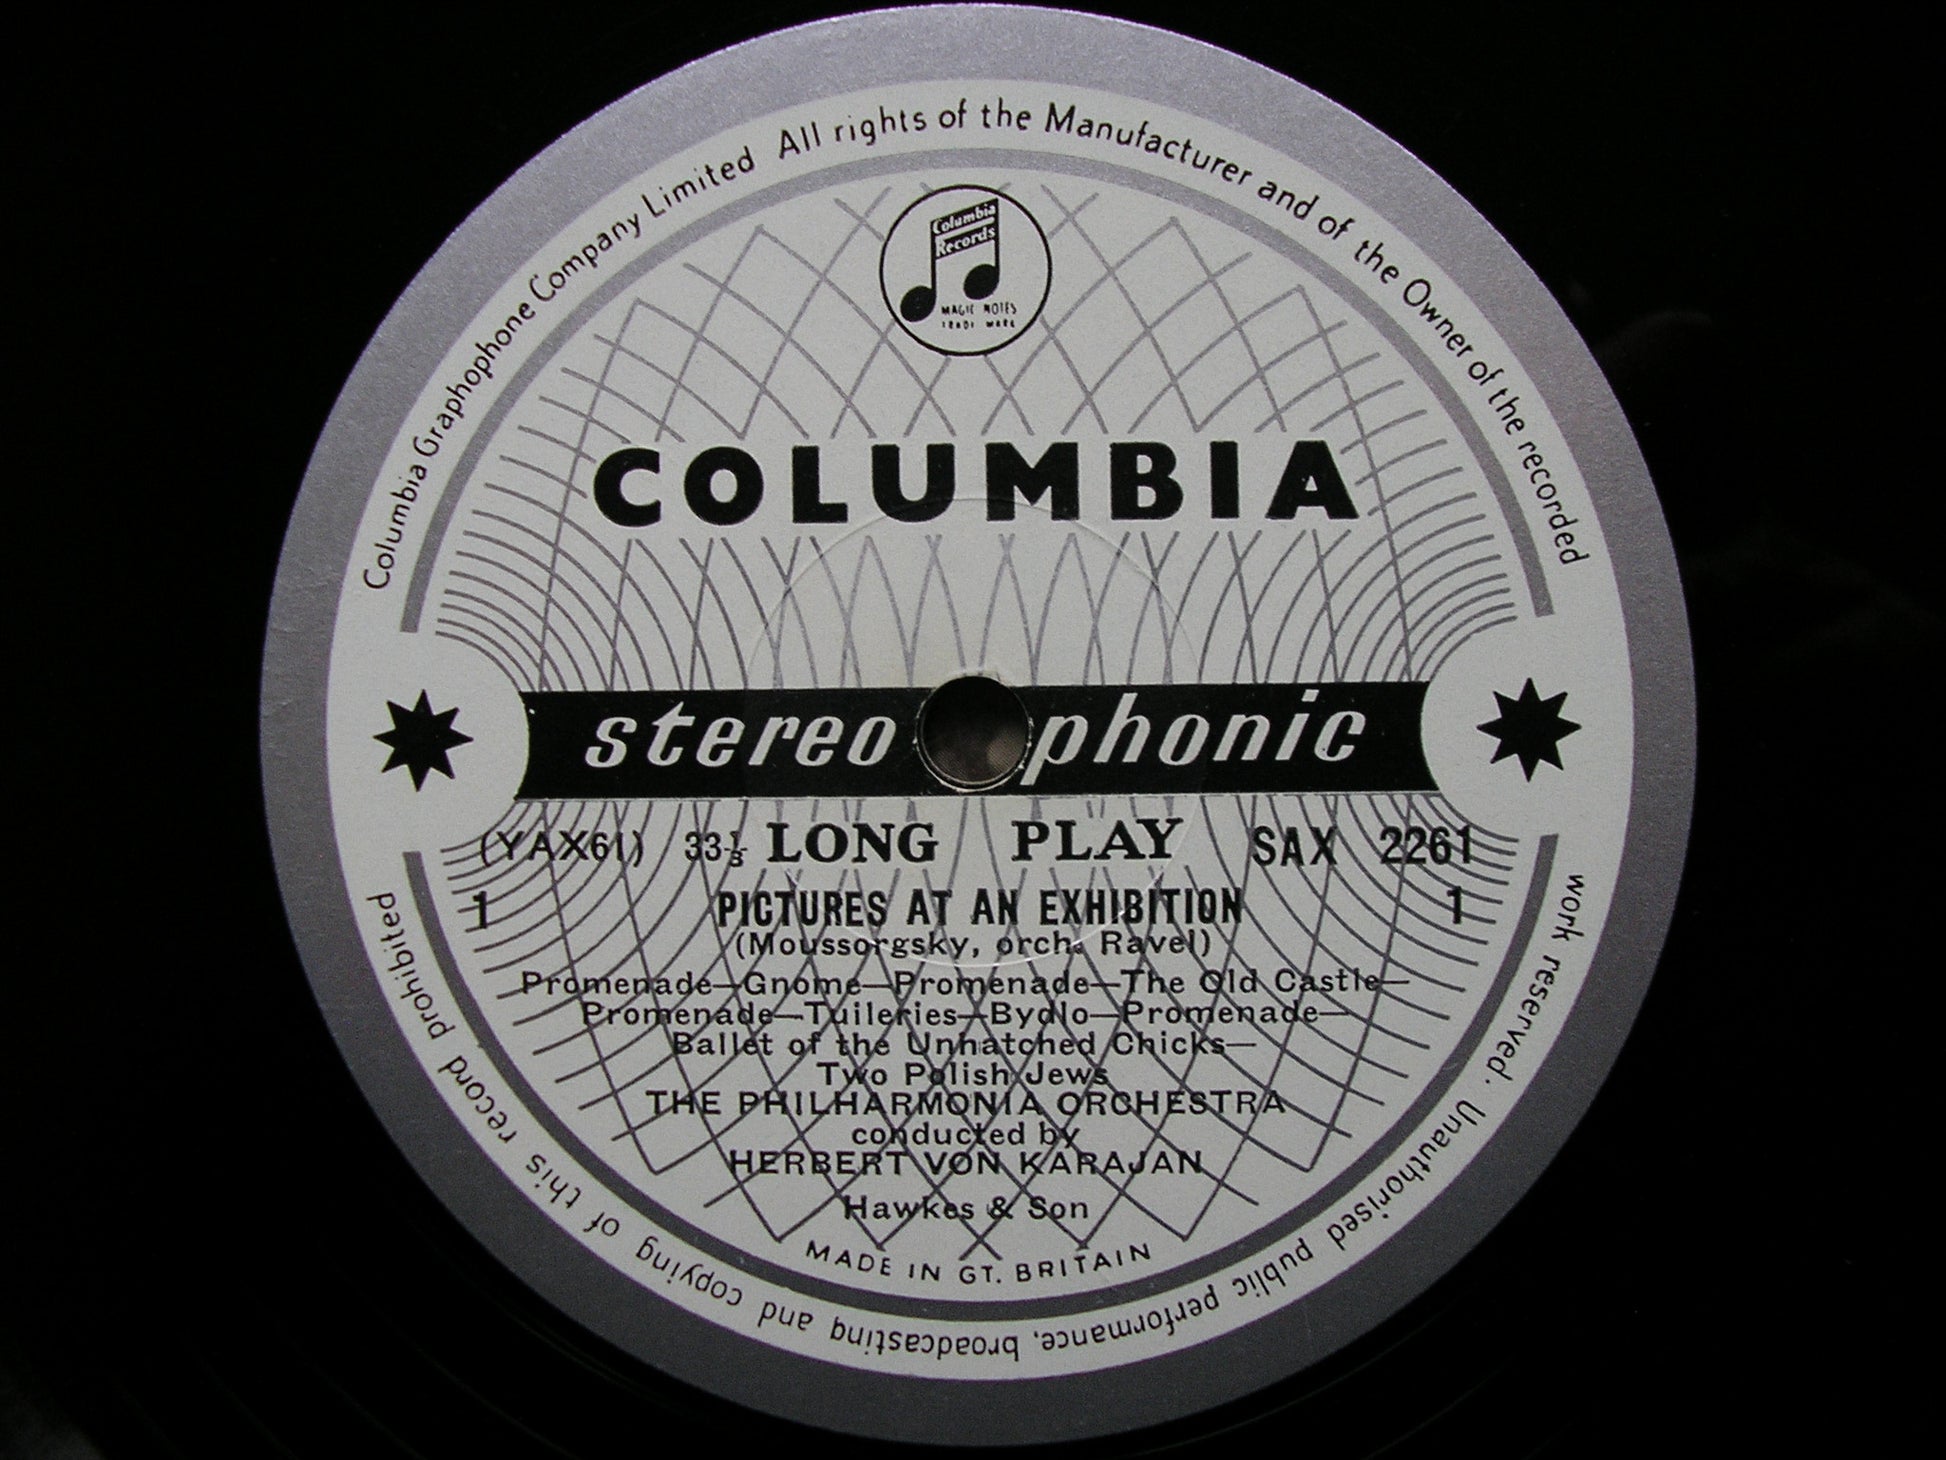 Columbia Graphophone Company Limited All rights of the Manufacturer and of the Owner of the recorded
work reserved. Unauthorised public performance, broadcasting and copying of this record prohibited
Columbia
Records
MAGIC NOTES
TRADE MARK
COLUMBIA
stereophonic
(YAX61) 33⅓ LONG PLAY SAX 2261
1 PICTURES AT AN EXHIBITION 1
(Moussorgsky, orch. Ravel)
Promenade—Gnome—Promenade—The Old Castle—
Promenade—Tuileries—Bydlo—Promenade—
Ballet of the Unhatched Chicks—
Two Polish Jews
THE PHILHARMONIA ORCHESTRA
conducted by
HERBERT VON KARAJAN
Hawkes & Son
MADE IN GT. BRITAIN